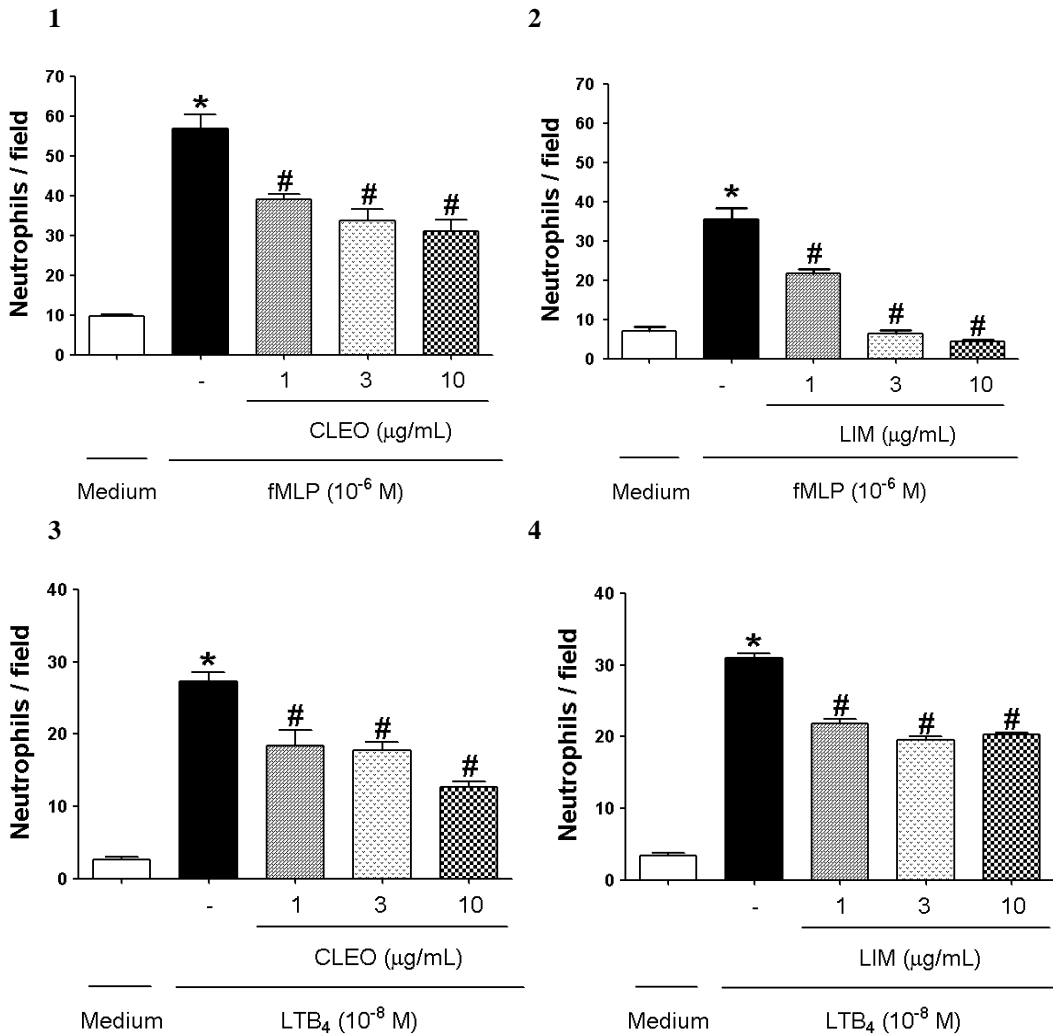 1
Neutrophils / field
70
60
50
40
30
20
10
0
*
#
#
#
- 1 3 10
CLEO (μg/mL)
Medium fMLP (10⁻⁶ M)
2
Neutrophils / field
70
60
50
40
30
20
10
0
*
#
#
#
- 1 3 10
LIM (μg/mL)
Medium fMLP (10⁻⁶ M)
3
Neutrophils / field
40
30
20
10
0
*
#
#
#
- 1 3 10
CLEO (μg/mL)
Medium LTB₄ (10⁻⁸ M)
4
Neutrophils / field
40
30
20
10
0
*
#
#
#
- 1 3 10
LIM (μg/mL)
Medium LTB₄ (10⁻⁸ M)